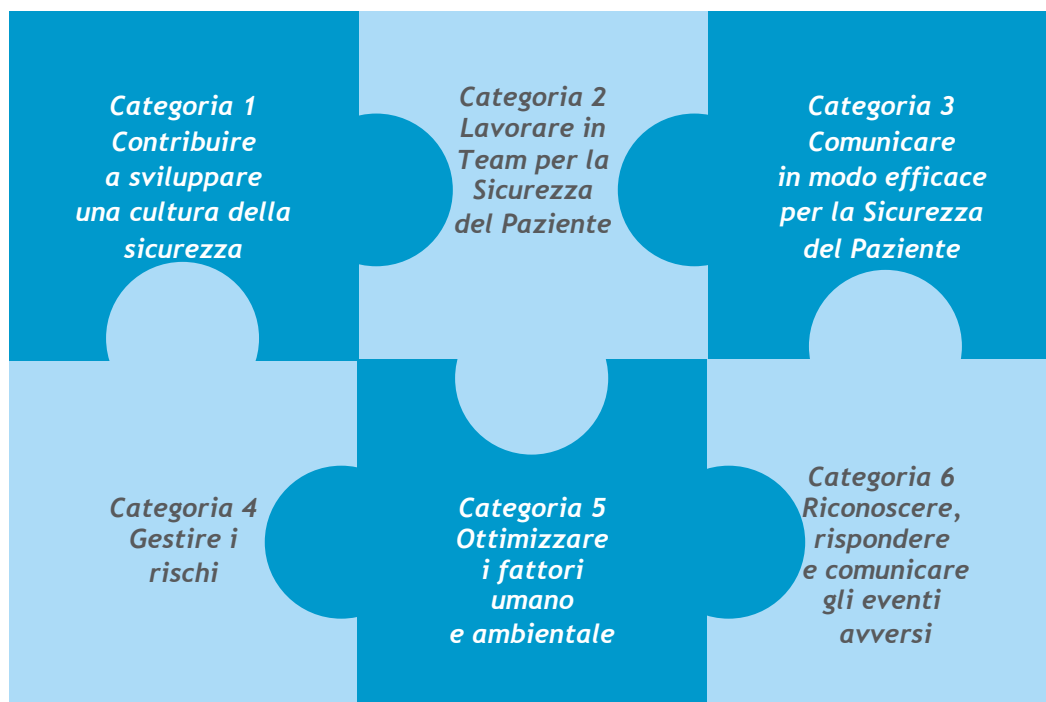 Categoria 1
Contribuire
a sviluppare
una cultura della
sicurezza
Categoria 2
Lavorare in
Team per la
Sicurezza
del Paziente
Categoria 3
Comunicare
in modo efficace
per la Sicurezza
del Paziente
Categoria 4
Gestire i
rischi
Categoria 5
Ottimizzare
i fattori
umano
e ambientale
Categoria 6
Riconoscere,
rispondere
e comunicare
gli eventi
avversi